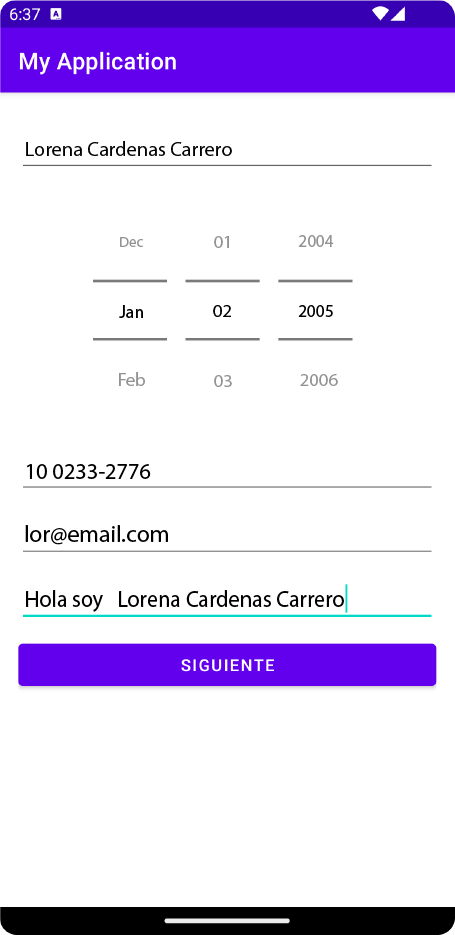 6:37 A
My Application
Lorena Cardenas Carrero
Dec 01 2004
Jan 02 2005
Feb 03 2006
10 0233-2776
lor@email.com
Hola soy Lorena Cardenas Carrero
SIGUIENTE